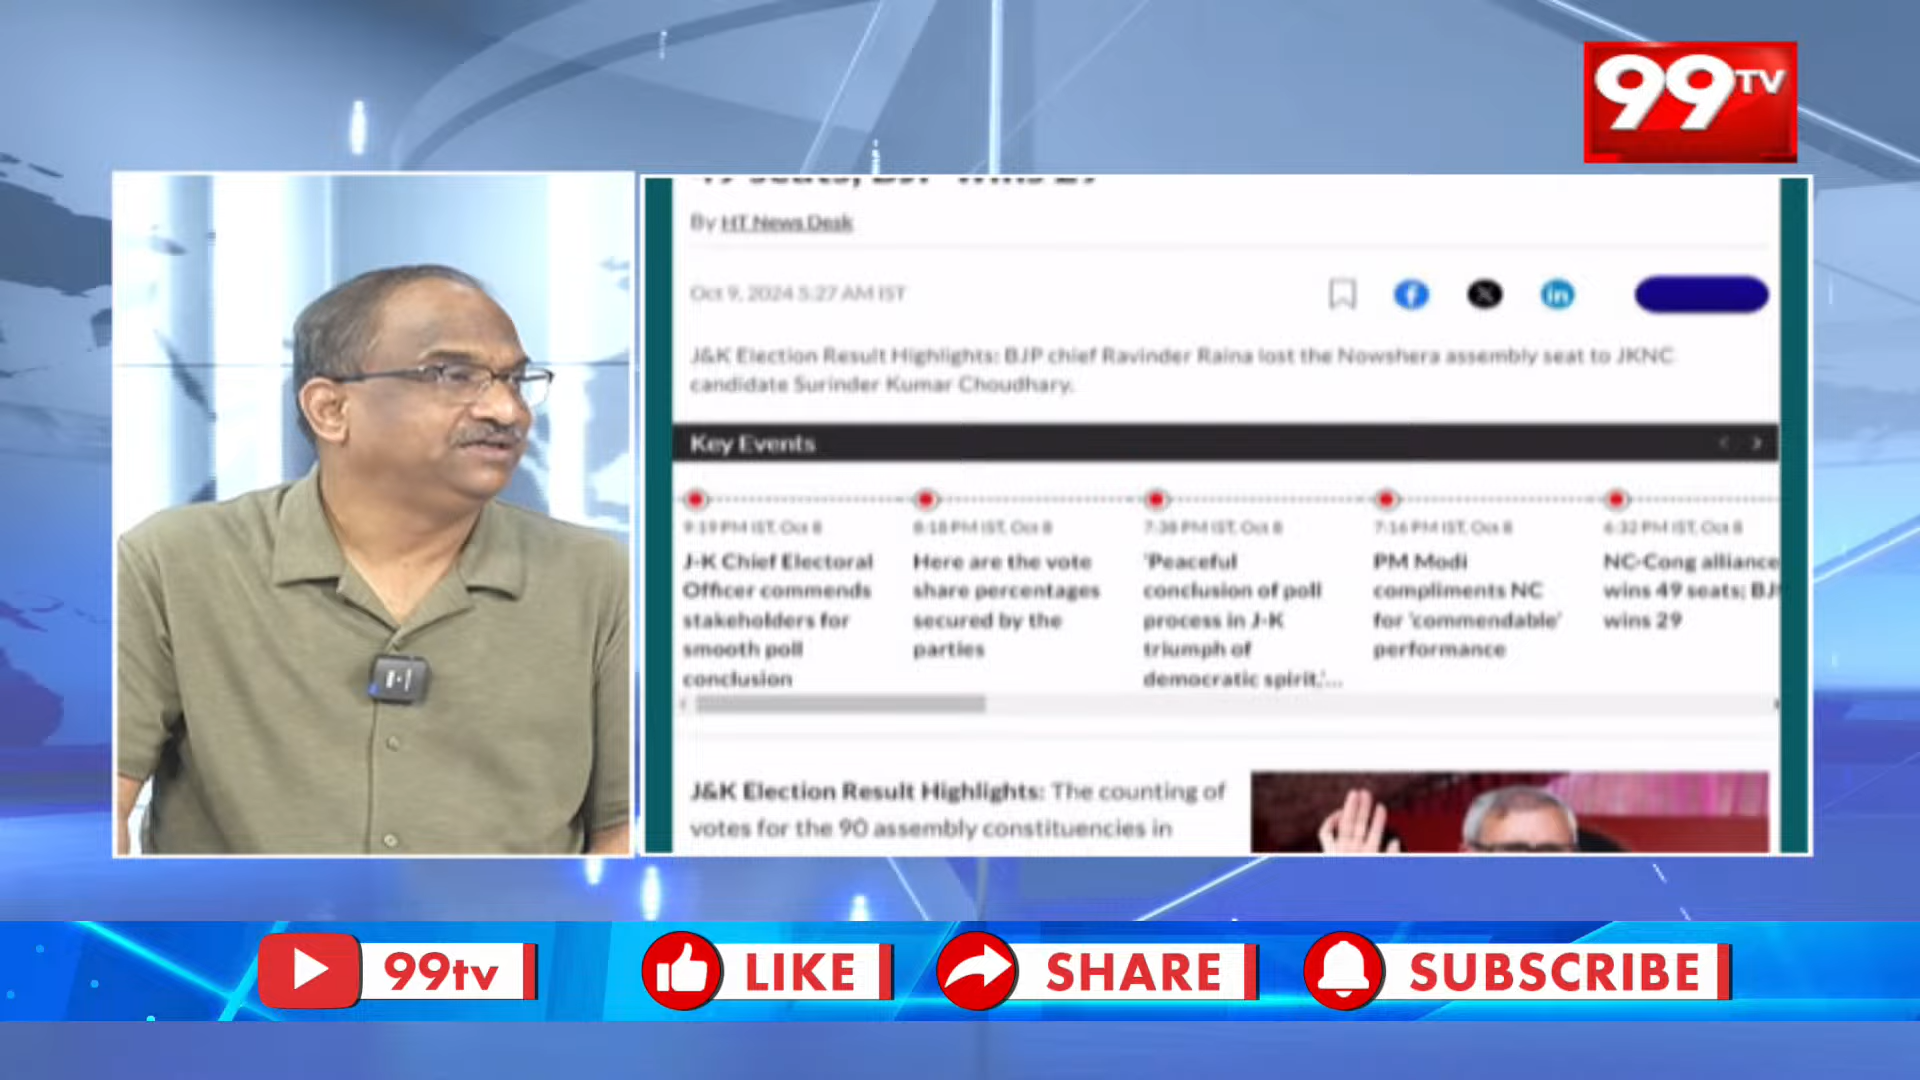 99TV
By HT News Desk
Oct 9, 2024 5:27 AM IST
J&K Election Result Highlights: BJP chief Ravinder Raina lost the Nowshera assembly seat to JKNC
candidate Surinder Kumar Choudhary.
Key Events
9:19 PM IST, Oct 8
J-K Chief Electoral
Officer commends
stakeholders for
smooth poll
conclusion
8:18 PM IST, Oct 8
Here are the vote
share percentages
secured by the
parties
7:38 PM IST, Oct 8
'Peaceful
conclusion of poll
process in J-K
triumph of
democratic spirit,'...
7:16 PM IST, Oct 8
PM Modi
compliments NC
for 'commendable'
performance
6:32 PM IST, Oct 8
NC-Cong alliance
wins 49 seats; BJ
wins 29
J&K Election Result Highlights: The counting of
votes for the 90 assembly constituencies in
99tv
LIKE
SHARE
SUBSCRIBE